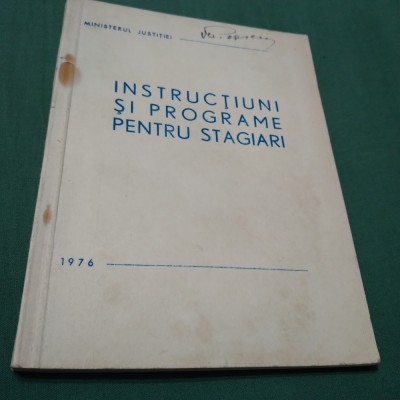 MINISTERUL JUSTIȚIEI
INSTRUCȚIUNI
ȘI PROGRAME
PENTRU STAGIARI
1976